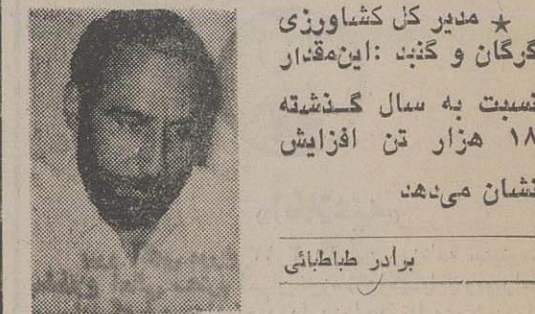 ★ مدیر کل کشاورزی
گرگان و گنبد :این‌مقدار
نسبت به سال گـذشته
۱۸ هزار تن افزایش
نشان می‌دهد
برادر طباطبائی